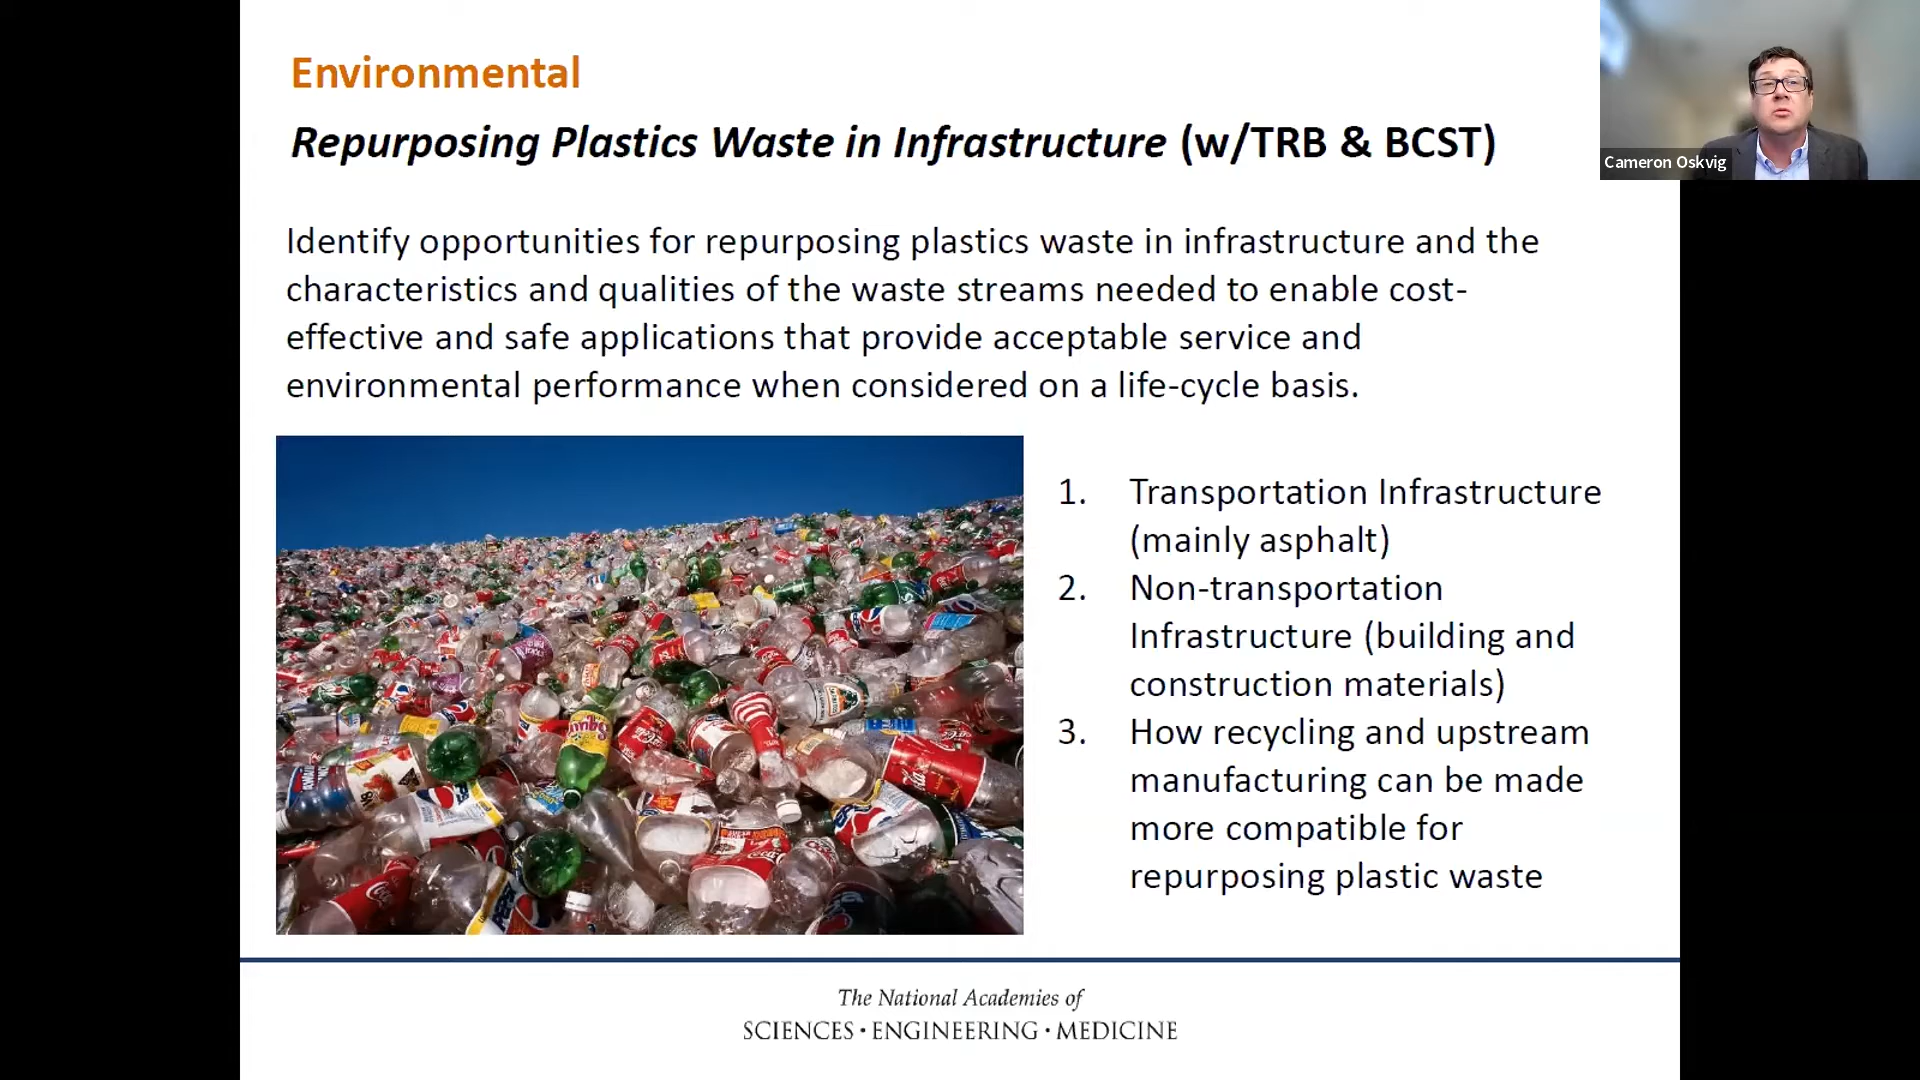 Environmental
Repurposing Plastics Waste in Infrastructure (w/TRB & BCST)
Cameron Oskvig
Identify opportunities for repurposing plastics waste in infrastructure and the
characteristics and qualities of the waste streams needed to enable cost-
effective and safe applications that provide acceptable service and
environmental performance when considered on a life-cycle basis.
1. Transportation Infrastructure
(mainly asphalt)
2. Non-transportation
Infrastructure (building and
construction materials)
3. How recycling and upstream
manufacturing can be made
more compatible for
repurposing plastic waste
The National Academies of
SCIENCES • ENGINEERING • MEDICINE